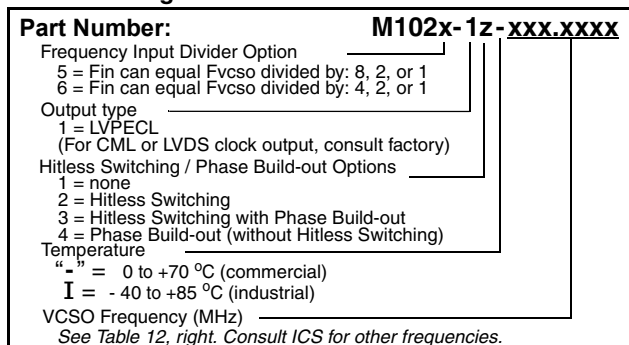 Part Number: M102x-1z-xxx.xxxx
Frequency Input Divider Option
5 = Fin can equal Fvcso divided by: 8, 2, or 1
6 = Fin can equal Fvcso divided by: 4, 2, or 1
Output type
1 = LVPECL
(For CML or LVDS clock output, consult factory)
Hitless Switching / Phase Build-out Options
1 = none
2 = Hitless Switching
3 = Hitless Switching with Phase Build-out
4 = Phase Build-out (without Hitless Switching)
Temperature
“-” = 0 to +70 °C (commercial)
I = - 40 to +85 °C (industrial)
VCSO Frequency (MHz)
See Table 12, right. Consult ICS for other frequencies.